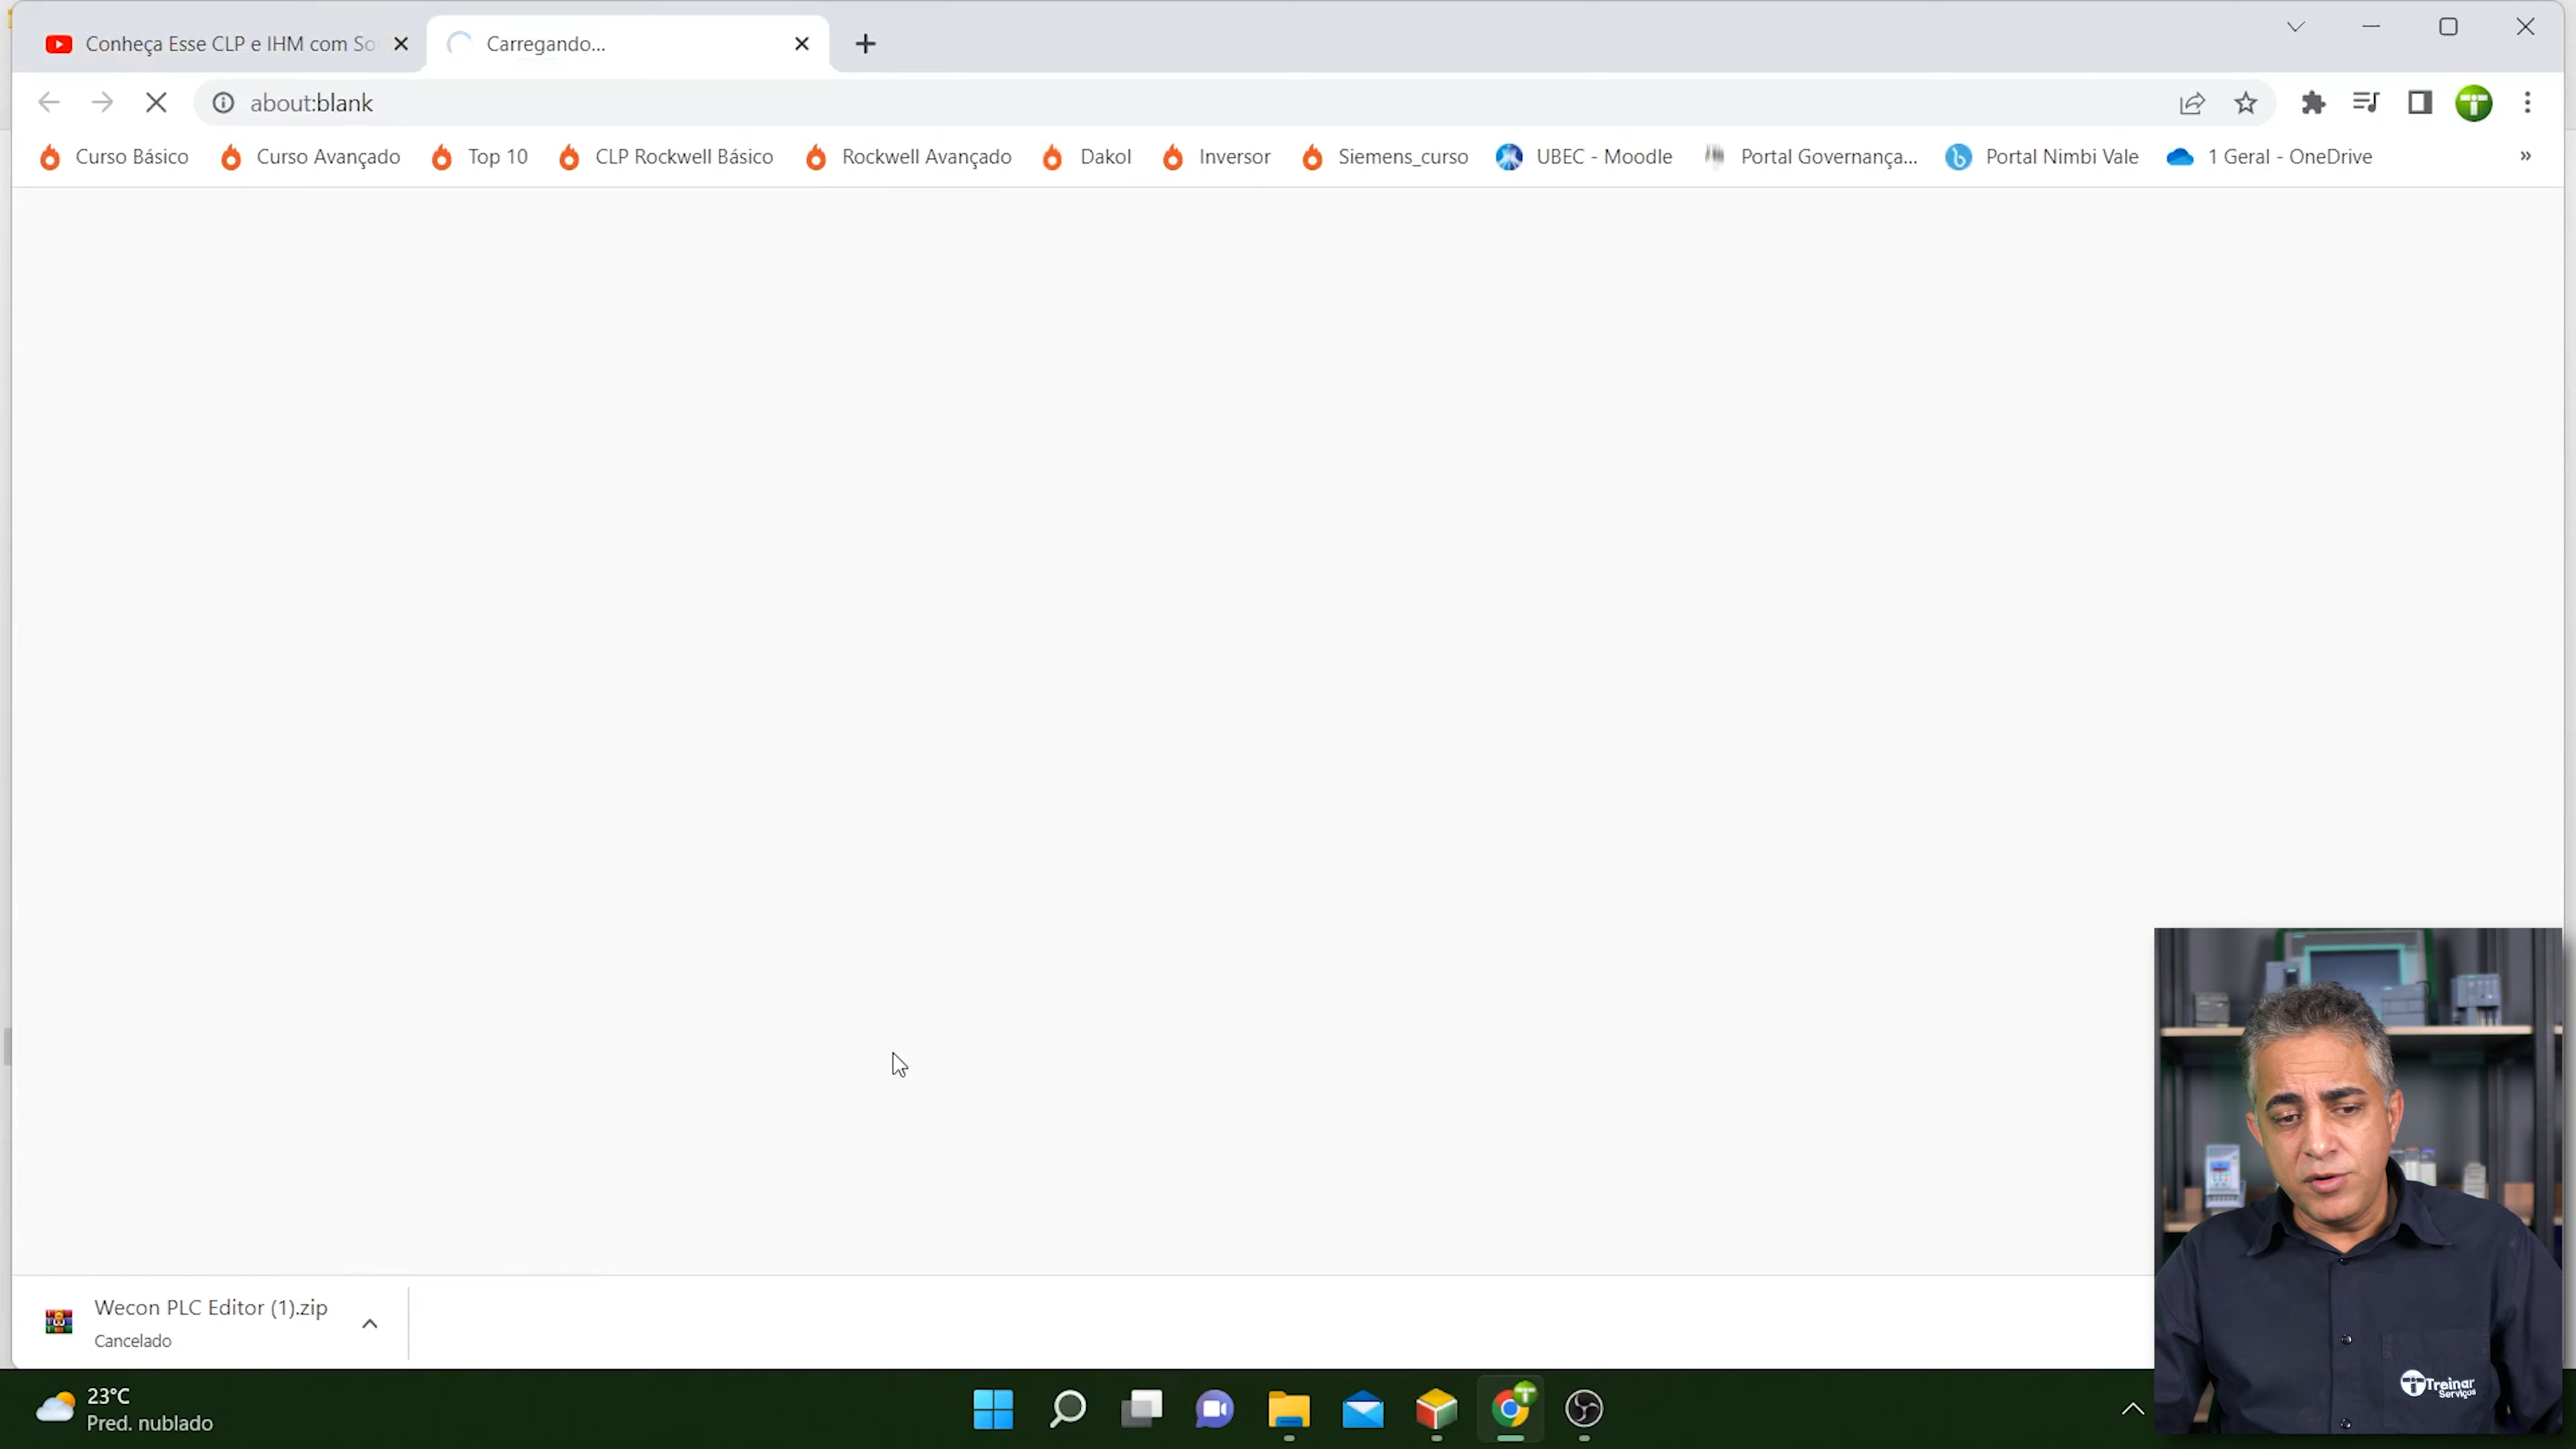 Conheça Esse CLP e IHM com So
Carregando...
about:blank
Curso Básico
Curso Avançado
Top 10
CLP Rockwell Básico
Rockwell Avançado
Dakol
Inversor
Siemens_curso
UBEC - Moodle
Portal Governança...
Portal Nimbi Vale
1 Geral - OneDrive
»
Wecon PLC Editor (1).zip
Cancelado
23°C
Pred. nublado
Treinar
Serviços